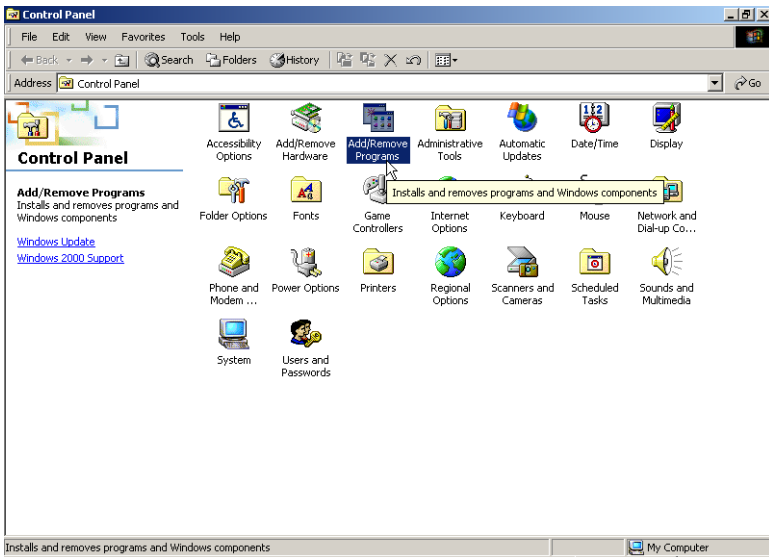 Control Panel
File Edit View Favorites Tools Help
Back Search Folders History
Address Control Panel Go
Control Panel
Add/Remove Programs
Installs and removes programs and
Windows components
Windows Update
Windows 2000 Support
Accessibility
Options
Add/Remove
Hardware
Add/Remove
Programs
Administrative
Tools
Automatic
Updates
Date/Time
Display
Installs and removes programs and Windows components
Folder Options
Fonts
Game
Controllers
Internet
Options
Keyboard
Mouse
Network and
Dial-up Co...
Phone and
Modem ...
Power Options
Printers
Regional
Options
Scanners and
Cameras
Scheduled
Tasks
Sounds and
Multimedia
System
Users and
Passwords
Installs and removes programs and Windows components
My Computer